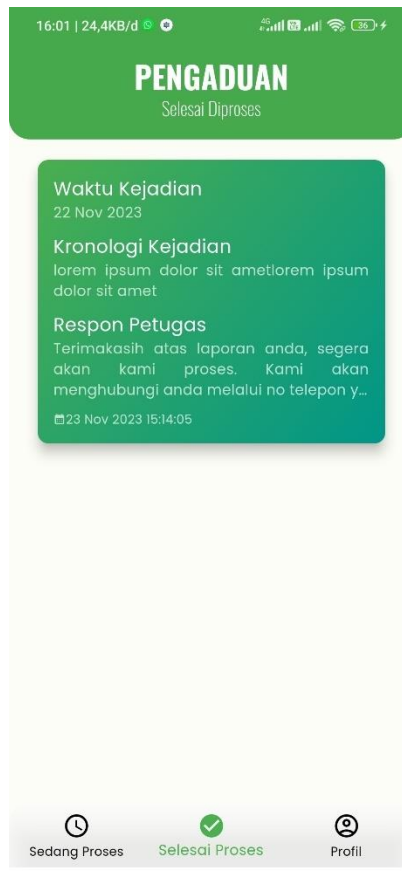 16:01 | 24,4KB/d
4G
36
PENGADUAN
Selesai Diproses
Waktu Kejadian
22 Nov 2023
Kronologi Kejadian
lorem ipsum dolor sit ametlorem ipsum
dolor sit amet
Respon Petugas
Terimakasih atas laporan anda, segera
akan kami proses. Kami akan
menghubungi anda melalui no telepon y...
23 Nov 2023 15:14:05
Sedang Proses
Selesai Proses
Profil